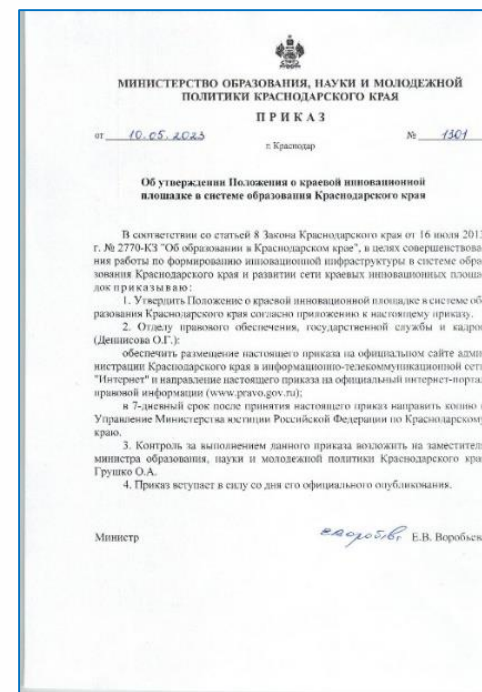 МИНИСТЕРСТВО ОБРАЗОВАНИЯ, НАУКИ И МОЛОДЕЖНОЙ
ПОЛИТИКИ КРАСНОДАРСКОГО КРАЯ
ПРИКАЗ
от 10.05.2023 № 1301
г. Краснодар
Об утверждении Положения о краевой инновационной
площадке в системе образования Краснодарского края
В соответствии со статьей 8 Закона Краснодарского края от 16 июля 2013
г. № 2770-КЗ "Об образовании в Краснодарском крае", в целях совершенствова-
ния работы по формированию инновационной инфраструктуры в системе обра-
зования Краснодарского края и развитии сети краевых инновационных площа-
док приказываю:
1. Утвердить Положение о краевой инновационной площадке в системе об-
разования Краснодарского края согласно приложению к настоящему приказу.
2. Отделу правового обеспечения, государственной службы и кадров
(Денисова О.Г.):
обеспечить размещение настоящего приказа на официальном сайте адми-
нистрации Краснодарского края в информационно-телекоммуникационной сети
"Интернет" и направление настоящего приказа на официальный интернет-портал
правовой информации (www.pravo.gov.ru);
в 7-дневный срок после принятия настоящего приказ направить копию в
Управление Министерства юстиции Российской Федерации по Краснодарскому
краю.
3. Контроль за выполнением данного приказа возложить на заместителя
министра образования, науки и молодежной политики Краснодарского края
Грушко О.А.
4. Приказ вступает в силу со дня его официального опубликования.
Министр Е.В. Воробьева